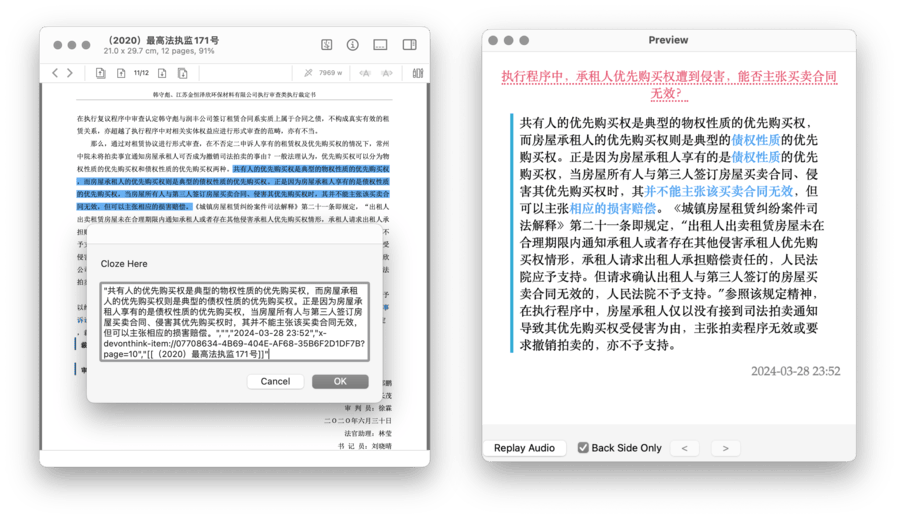 （2020）最高法执监171号
21.0 x 29.7 cm, 12 pages, 91%
11/12
7969 w
韩守彪、江苏金恒泽欣环保材料有限公司执行审查类执行裁定书
在执行复议程序中审查认定韩守彪与润丰公司签订租赁合同系实质上属于合同之债，不构成真实有效的租
赁关系，亦超越了执行程序中对相关实体权益应进行形式审查的范畴，亦有不当。
那么，通过对租赁协议进行形式审查，在不否定二申诉人享有的租赁权及优先购买权的情况下，常州
中院未将拍卖事宜通知房屋承租人可否成为撤销司法拍卖的事由？一般法理认为，优先购买权可以分为物
权性质的优先购买权和债权性质的优先购买权两种。共有人的优先购买权是典型的物权性质的优先购买权
，而房屋承租人的优先购买权则是典型的债权性质的优先购买权。正是因为房屋承租人享有的是债权性质
的优先购买权，当房屋所有人与第三人签订房屋买卖合同、侵害其优先购买权时，其并不能主张该买卖合
同无效，但可以主张相应的损害赔偿。《城镇房屋租赁纠纷案件司法解释》第二十一条即规定，“出租人
出卖租赁房屋未在合理期限内通知承租人或者存在其他侵害承租人优先购买权情形，承租人请求出租人承
Cloze Here
"共有人的优先购买权是典型的物权性质的优先购买权，而房屋承租
人的优先购买权则是典型的债权性质的优先购买权。正是因为房屋承
租人享有的是债权性质的优先购买权，当房屋所有人与第三人签订房
屋买卖合同、侵害其优先购买权时，其并不能主张该买卖合同无效，
但可以主张相应的损害赔偿。","","2024-03-28 23:52","x-
devonthink-item://07708634-4B69-404E-AF68-35B6F2D1DF7B?
page=10","[[（2020）最高法执监171号]]"
Cancel
OK
审 判 员：徐霖
二〇二〇年六月三十日
法官助理：林莹
书 记 员：刘晓晴
Preview
执行程序中，承租人优先购买权遭到侵害，能否主张买卖合同
无效？
共有人的优先购买权是典型的物权性质的优先购买权，
而房屋承租人的优先购买权则是典型的债权性质的优先
购买权。正是因为房屋承租人享有的是债权性质的优先
购买权，当房屋所有人与第三人签订房屋买卖合同、侵
害其优先购买权时，其并不能主张该买卖合同无效，但
可以主张相应的损害赔偿。《城镇房屋租赁纠纷案件司
法解释》第二十一条即规定，“出租人出卖租赁房屋未在
合理期限内通知承租人或者存在其他侵害承租人优先购
买权情形，承租人请求出租人承担赔偿责任的，人民法
院应予支持。但请求确认出租人与第三人签订的房屋买
卖合同无效的，人民法院不予支持。”参照该规定精神，
在执行程序中，房屋承租人仅以没有接到司法拍卖通知
导致其优先购买权受侵害为由，主张拍卖程序无效或要
求撤销拍卖的，亦不予支持。
2024-03-28 23:52
Replay Audio
Back Side Only
<
>